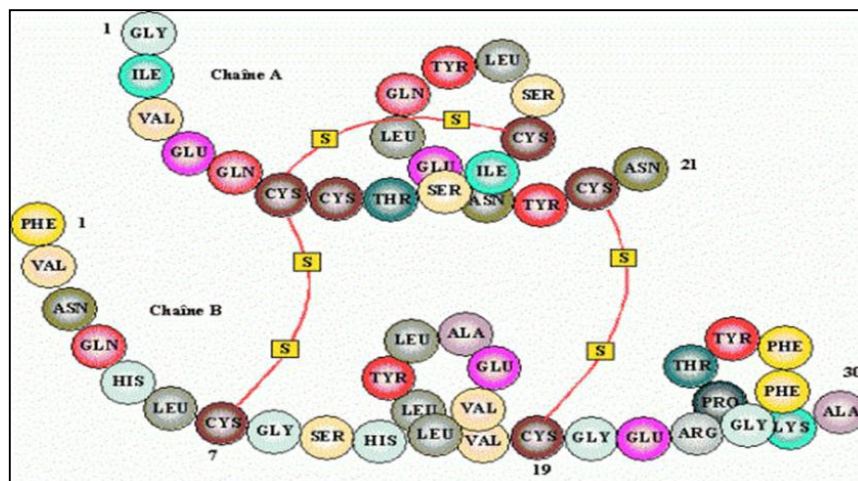 1
GLY
ILE
Chaîne A
VAL
GLU
GLN
CYS
CYS
THR
SER
ILE
CYS
SER
LEU
TYR
GLN
LEU
GLU
ASN
TYR
CYS
ASN
21
S
S
S
S
S
S
PHE
1
VAL
ASN
Chaîne B
GLN
HIS
LEU
CYS
7
GLY
SER
HIS
LEU
VAL
GLU
ALA
LEU
TYR
LEU
VAL
CYS
19
GLY
GLU
ARG
GLY
PHE
PHE
TYR
THR
PRO
LYS
ALA
30